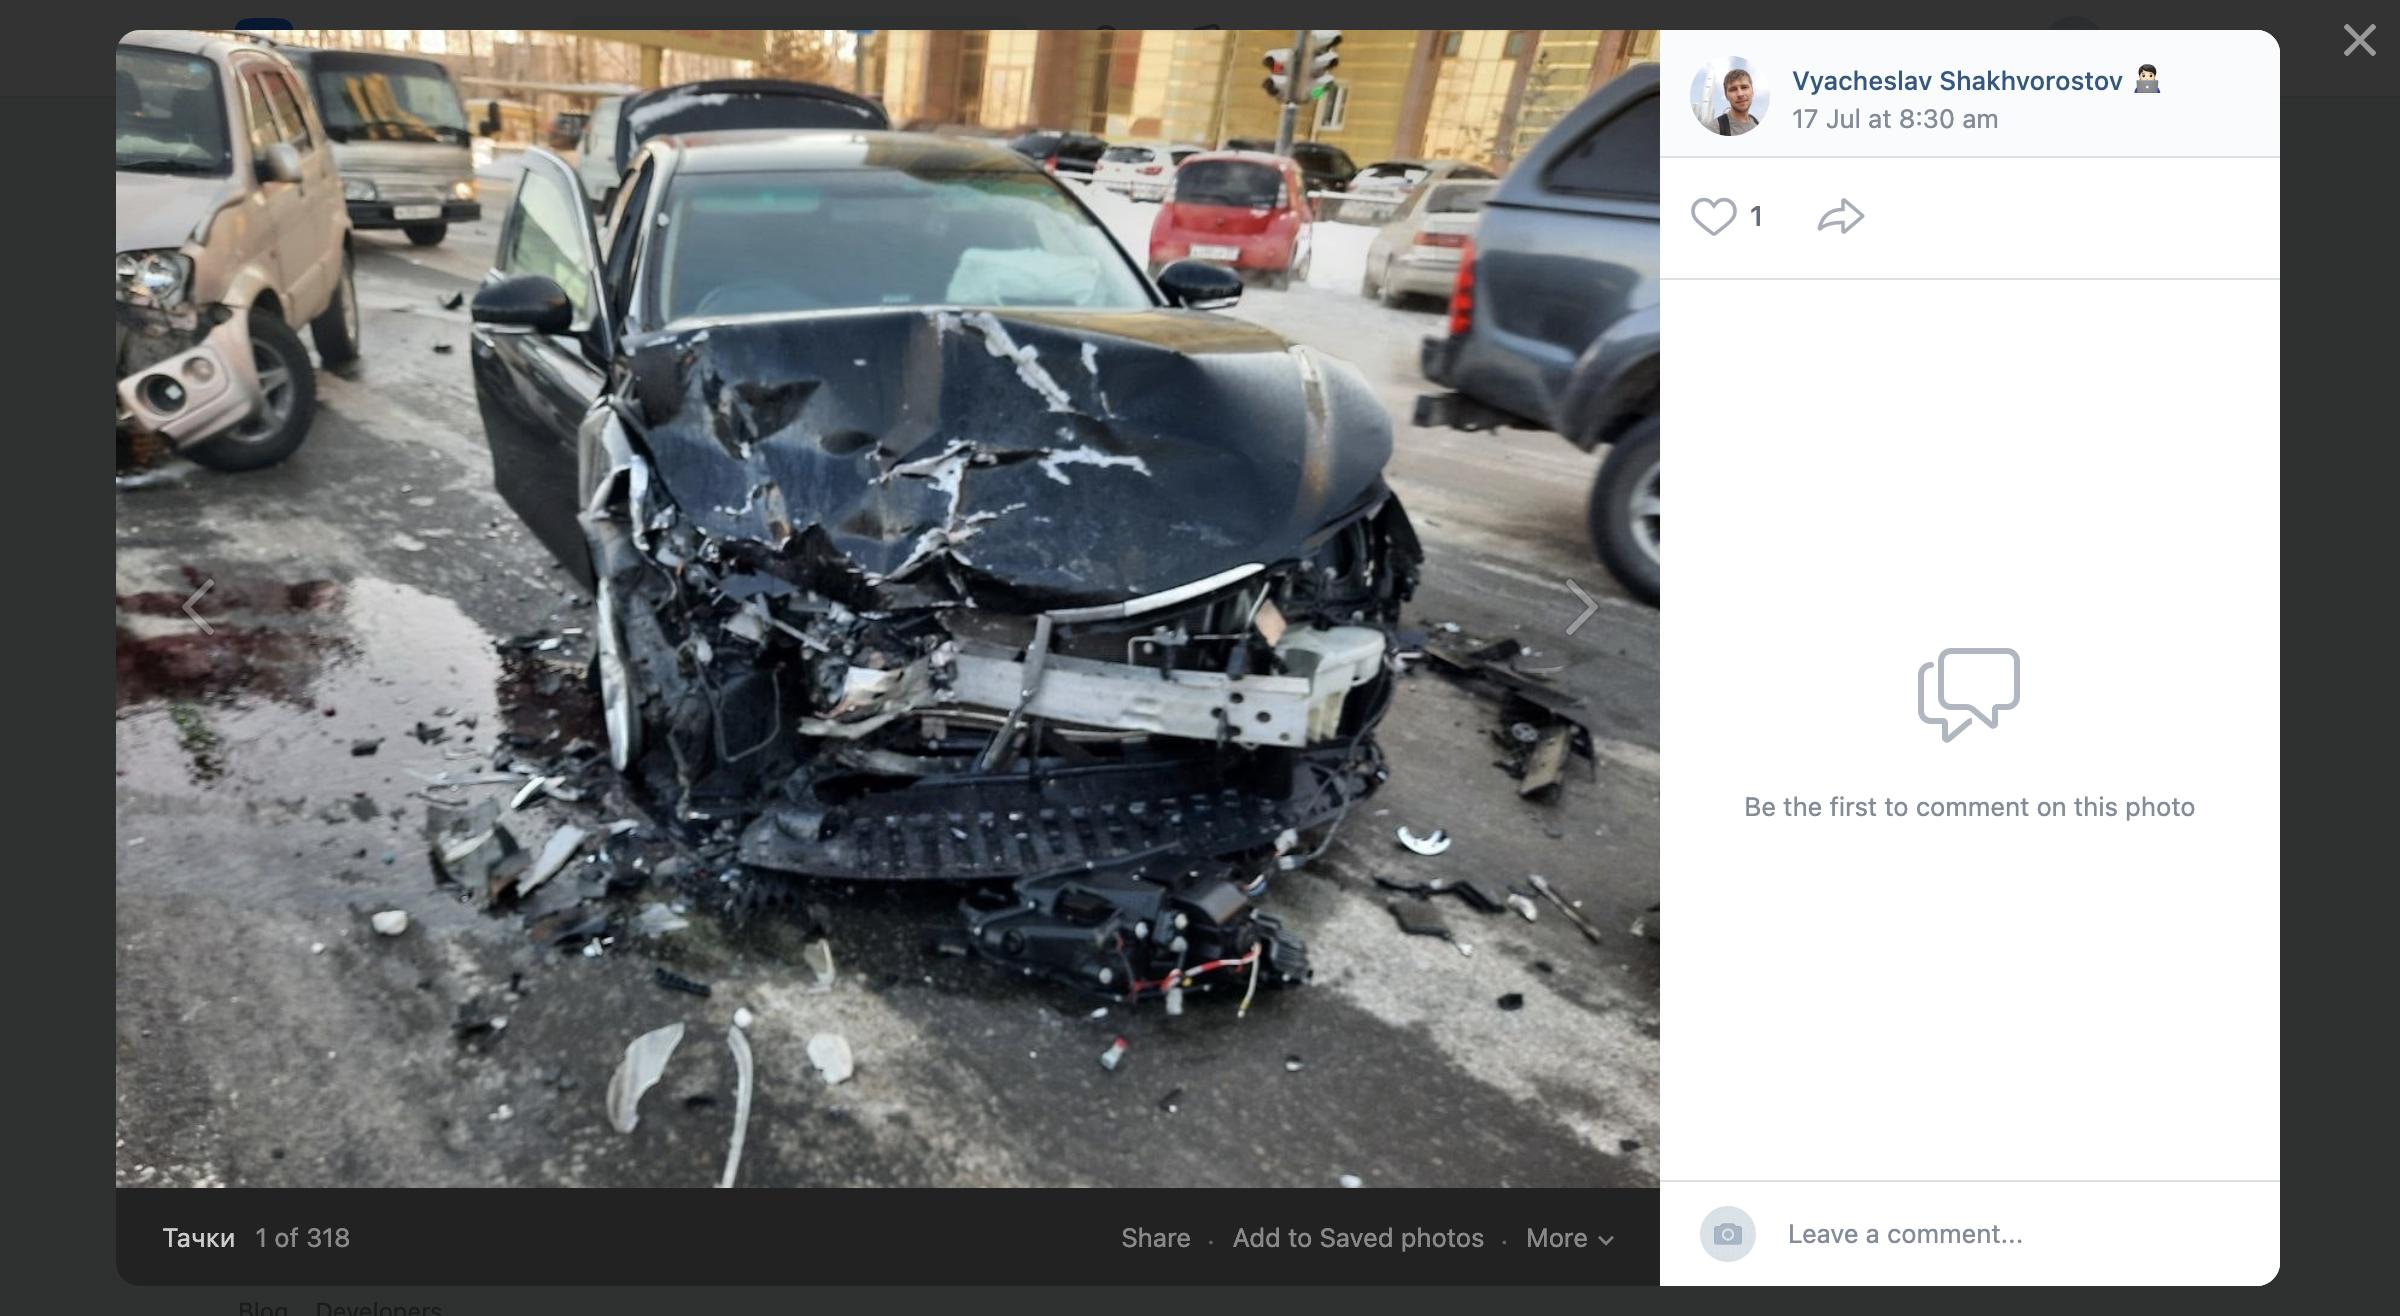 Vyacheslav Shakhvorostov
17 Jul at 8:30 am
1
Be the first to comment on this photo
Leave a comment...
Тачки 1 of 318
Share · Add to Saved photos · More
Blog Developers